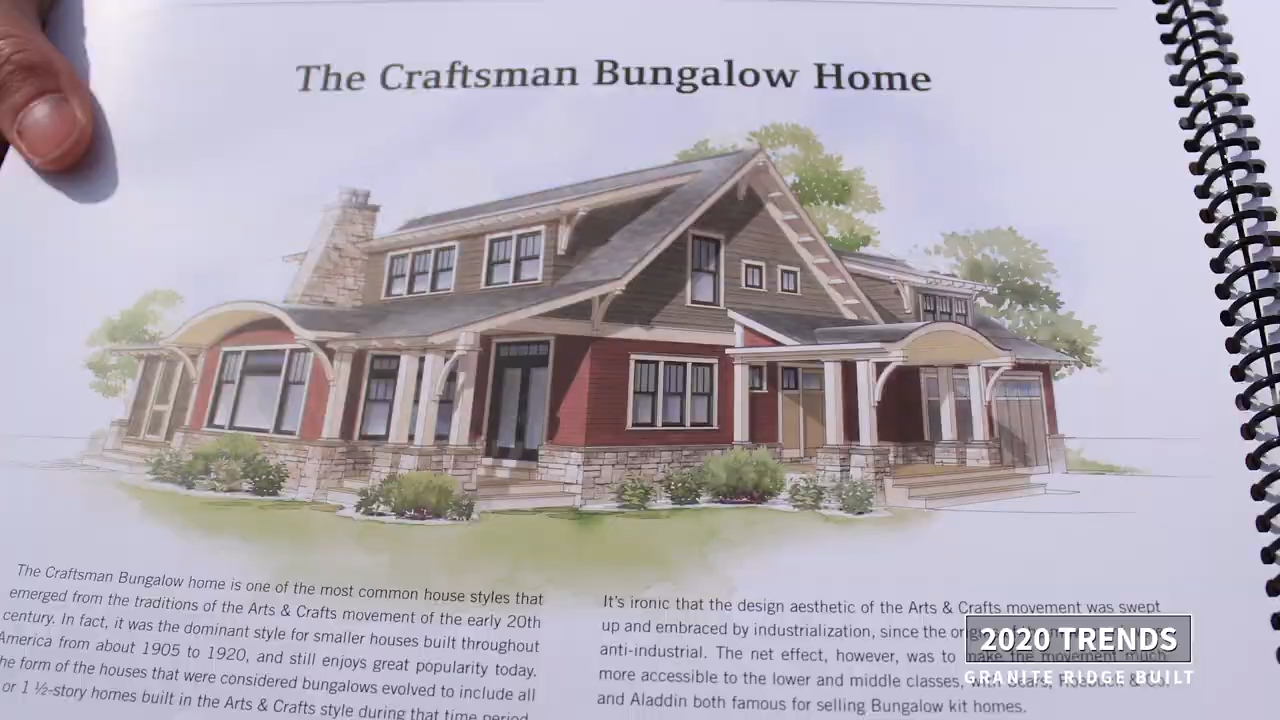 The Craftsman Bungalow Home
The Craftsman Bungalow home is one of the most common house styles that
emerged from the traditions of the Arts & Crafts movement of the early 20th
century. In fact, it was the dominant style for smaller houses built throughout
America from about 1905 to 1920, and still enjoys great popularity today.
he form of the houses that were considered bungalows evolved to include all
or 1 ½-story homes built in the Arts & Crafts style during that time period.
It's ironic that the design aesthetic of the Arts & Crafts movement was swept
up and embraced by industrialization, since the
anti-industrial. The net effect, however, was to make the movement much
more accessible to the lower and middle classes, with Sears, Roebuck & Co.
and Aladdin both famous for selling Bungalow kit homes.
2020 TRENDS
GRANITE RIDGE BUILT